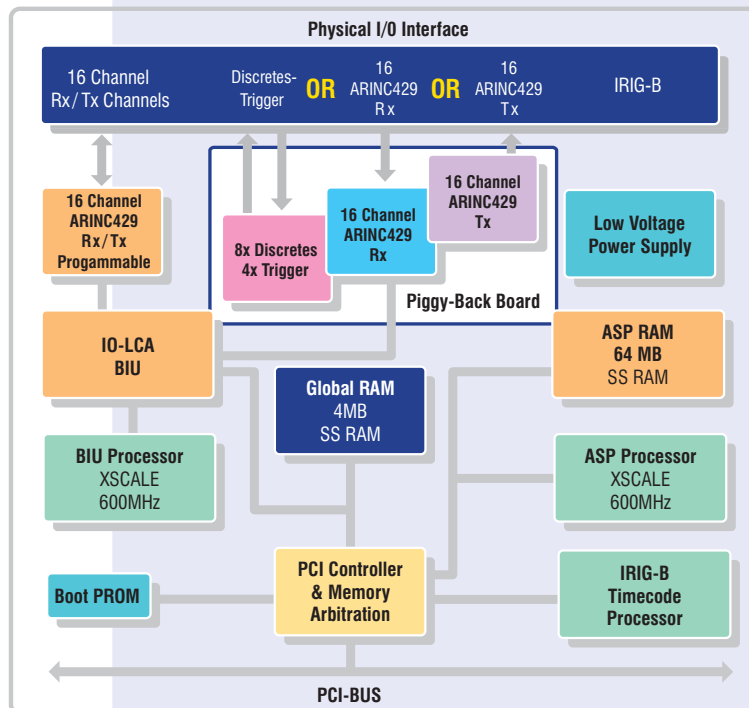 Physical I/O Interface
16 Channel
Rx/Tx Channels
Discretes-
Trigger
OR
16
ARINC429
Rx
OR
16
ARINC429
Tx
IRIG-B
16 Channel
ARINC429
Rx/Tx
Progammable
8x Discretes
4x Trigger
16 Channel
ARINC429
Rx
16 Channel
ARINC429
Tx
Piggy-Back Board
Low Voltage
Power Supply
IO-LCA
BIU
Global RAM
4MB
SS RAM
ASP RAM
64 MB
SS RAM
BIU Processor
XSCALE
600MHz
ASP Processor
XSCALE
600MHz
Boot PROM
PCI Controller
& Memory
Arbitration
IRIG-B
Timecode
Processor
PCI-BUS